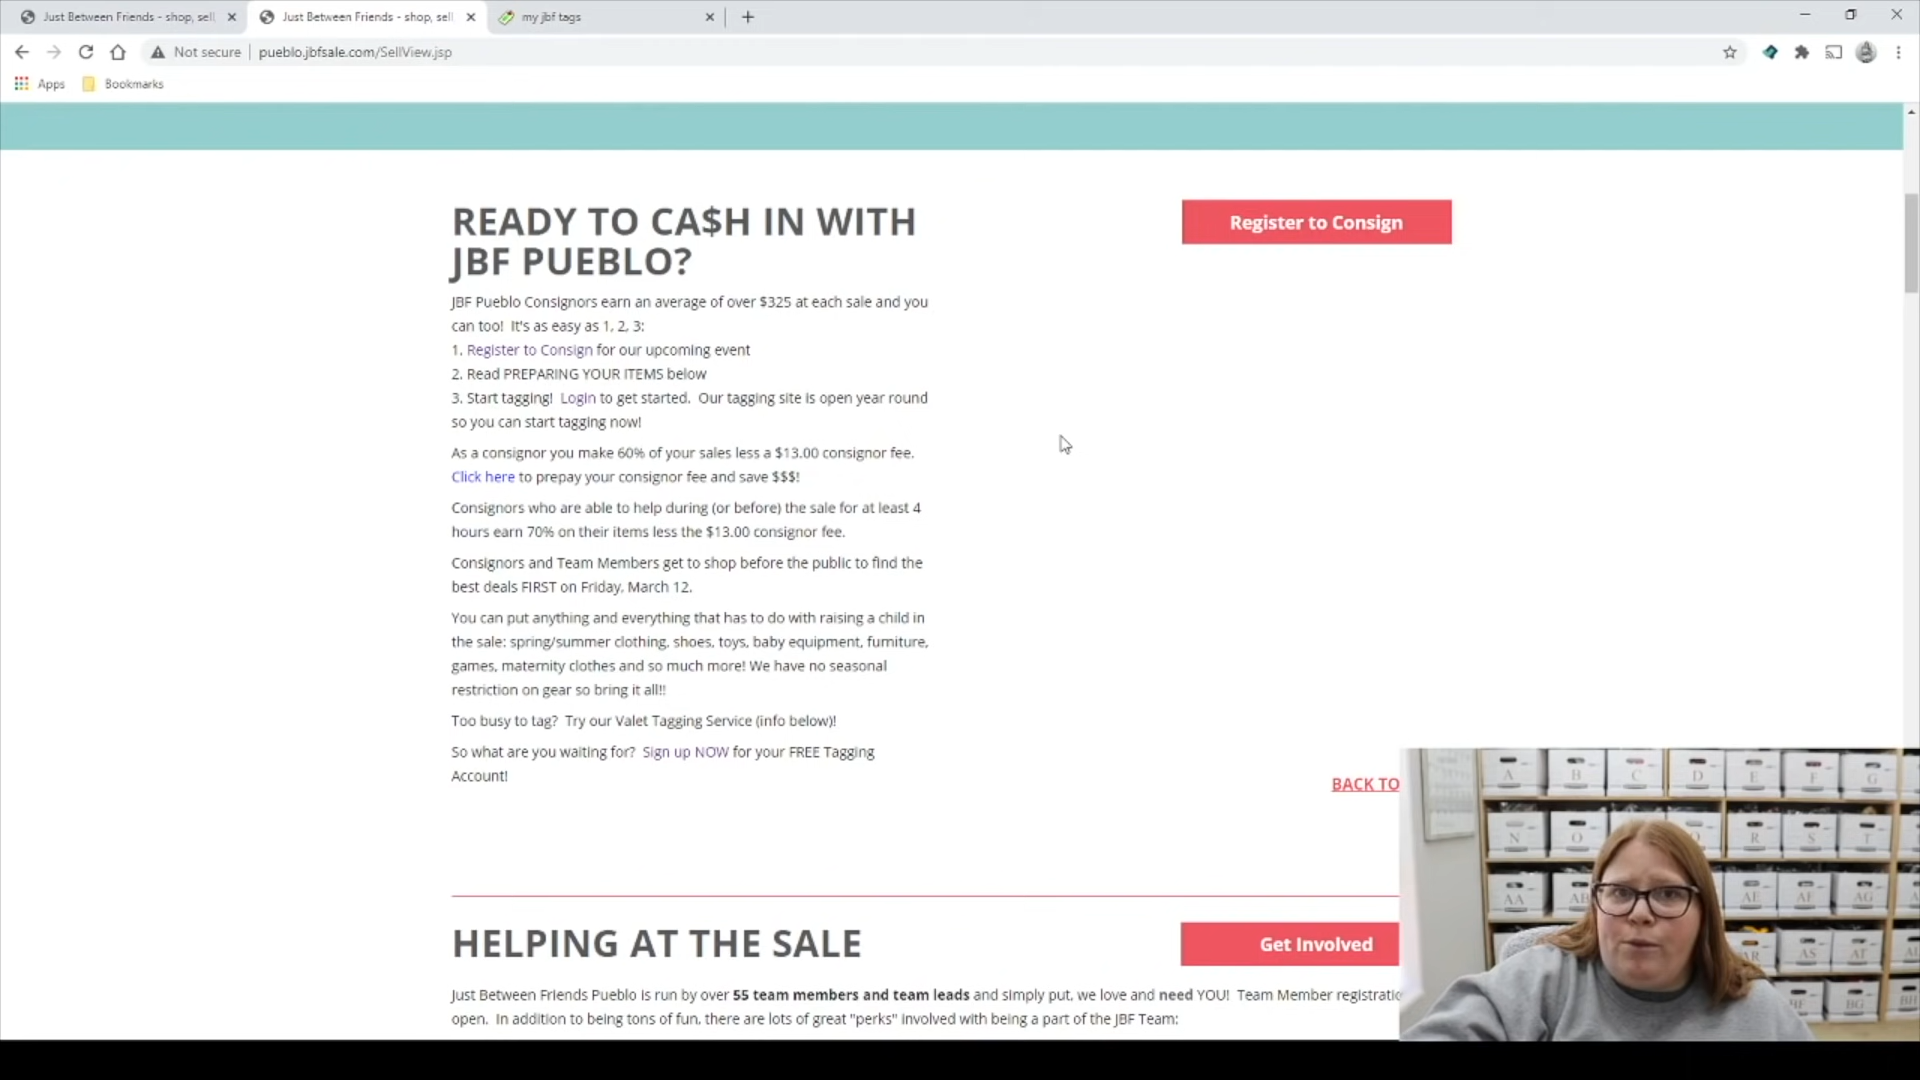 Just Between Friends - shop, sell
Just Between Friends - shop, sell
my jbf tags
Not secure
pueblo.jbfsale.com/SellView.jsp
Apps
Bookmarks
READY TO CA$H IN WITH
JBF PUEBLO?
Register to Consign
JBF Pueblo Consignors earn an average of over $325 at each sale and you
can too! It's as easy as 1, 2, 3:
1. Register to Consign for our upcoming event
2. Read PREPARING YOUR ITEMS below
3. Start tagging! Login to get started. Our tagging site is open year round
so you can start tagging now!
As a consignor you make 60% of your sales less a $13.00 consignor fee.
Click here to prepay your consignor fee and save $$$!
Consignors who are able to help during (or before) the sale for at least 4
hours earn 70% on their items less the $13.00 consignor fee.
Consignors and Team Members get to shop before the public to find the
best deals FIRST on Friday, March 12.
You can put anything and everything that has to do with raising a child in
the sale: spring/summer clothing, shoes, toys, baby equipment, furniture,
games, maternity clothes and so much more! We have no seasonal
restriction on gear so bring it all!!
Too busy to tag? Try our Valet Tagging Service (info below)!
So what are you waiting for? Sign up NOW for your FREE Tagging
Account!
BACK TO
A B C D E F G
N O R S T
AA AE AF AG
AR AS AT
BG
HELPING AT THE SALE
Get Involved
Just Between Friends Pueblo is run by over 55 team members and team leads and simply put, we love and need YOU! Team Member registratio
open. In addition to being tons of fun, there are lots of great "perks" involved with being a part of the JBF Team: